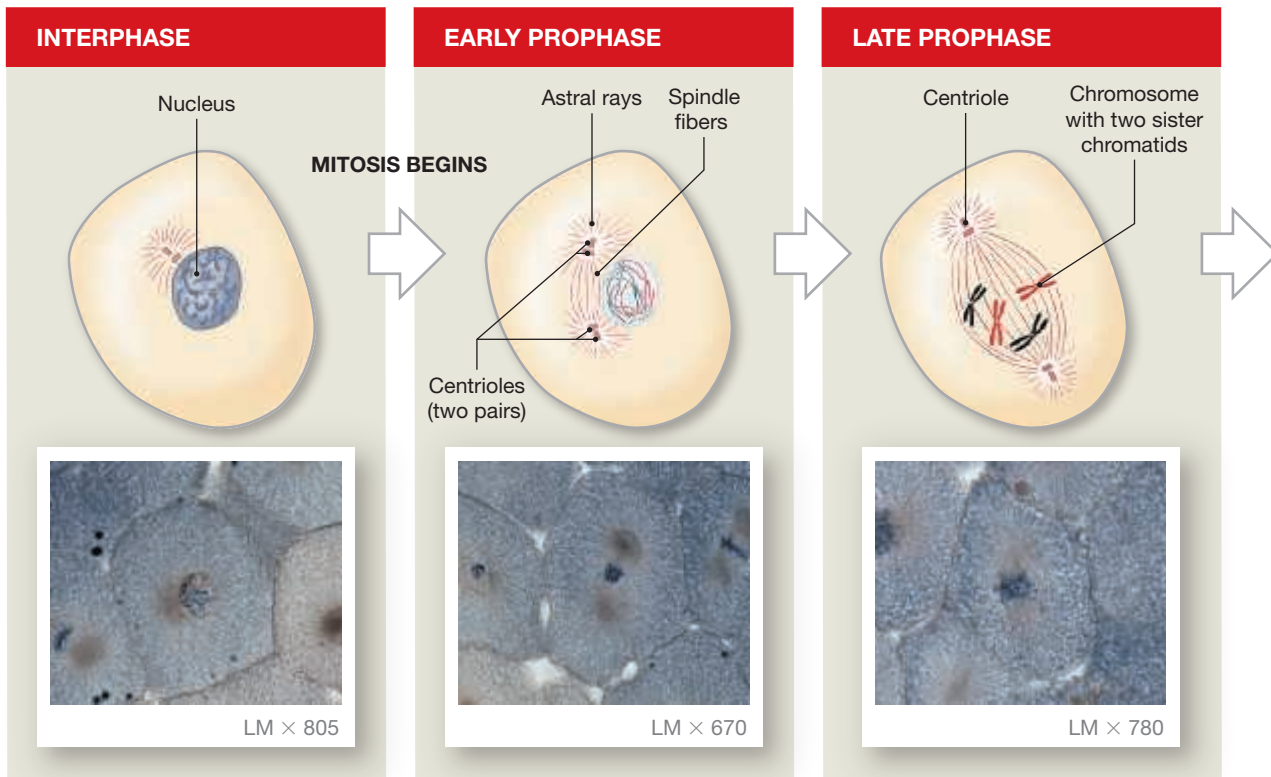 INTERPHASE
EARLY PROPHASE
LATE PROPHASE
Nucleus
MITOSIS BEGINS
Astral rays
Spindle
fibers
Centrioles
(two pairs)
Centriole
Chromosome
with two sister
chromatids
LM × 805
LM × 670
LM × 780